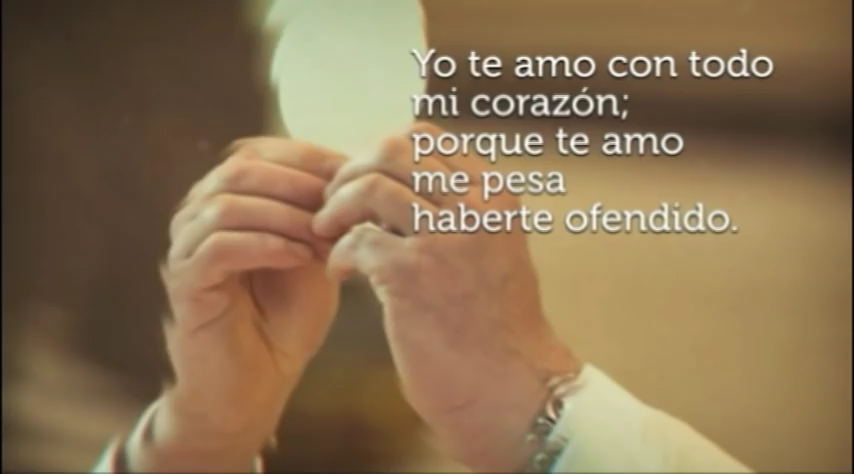 Yo te amo con todo
mi corazón;
porque te amo
me pesa
haberte ofendido.